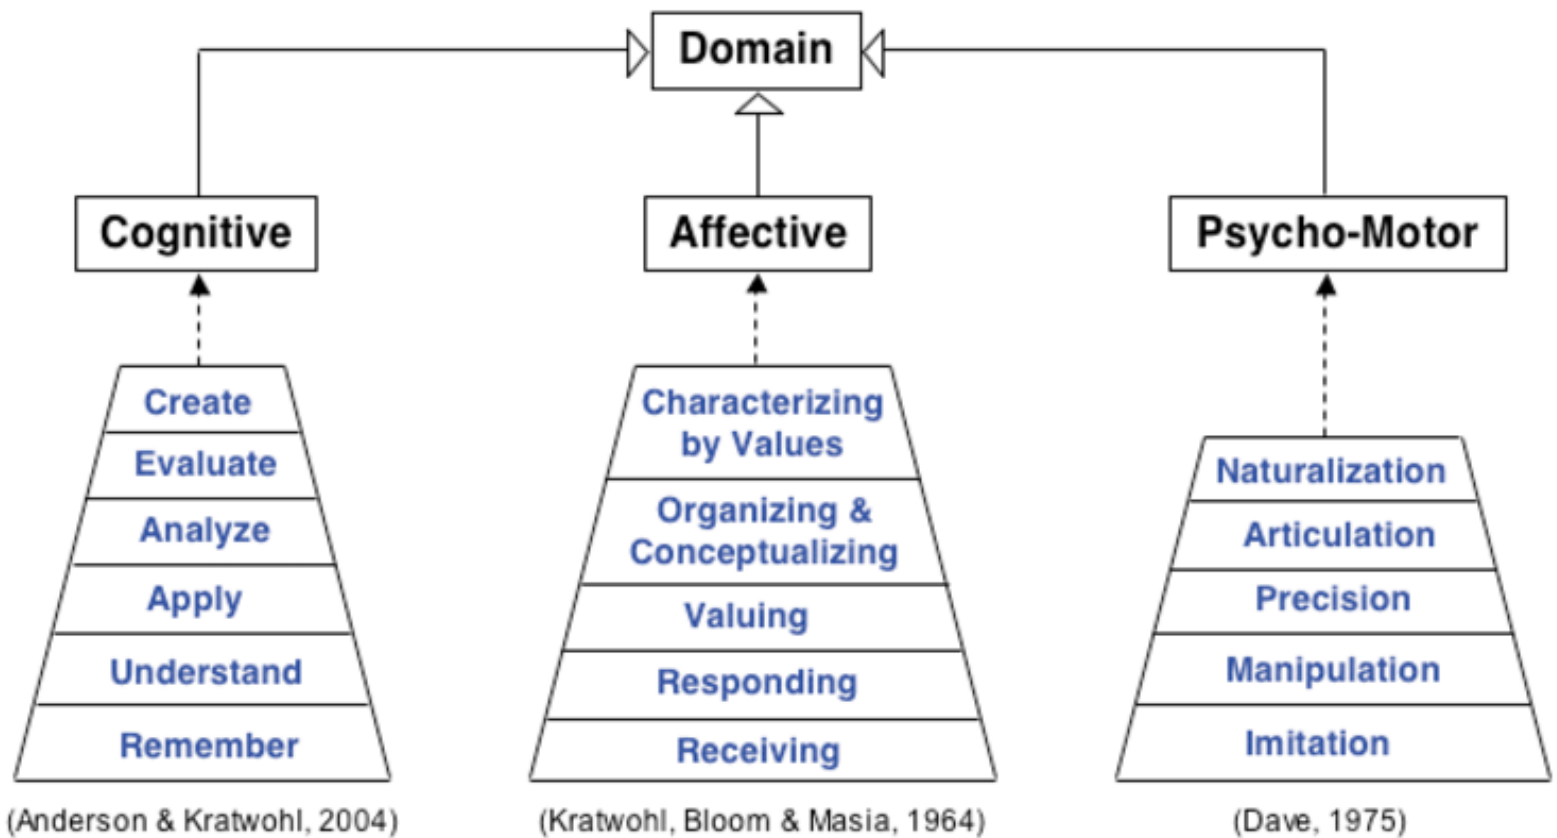 Domain
Cognitive
Affective
Psycho-Motor
Create
Evaluate
Analyze
Apply
Understand
Remember
(Anderson & Kratwohl, 2004)
Characterizing
by Values
Organizing &
Conceptualizing
Valuing
Responding
Receiving
(Kratwohl, Bloom & Masia, 1964)
Naturalization
Articulation
Precision
Manipulation
Imitation
(Dave, 1975)